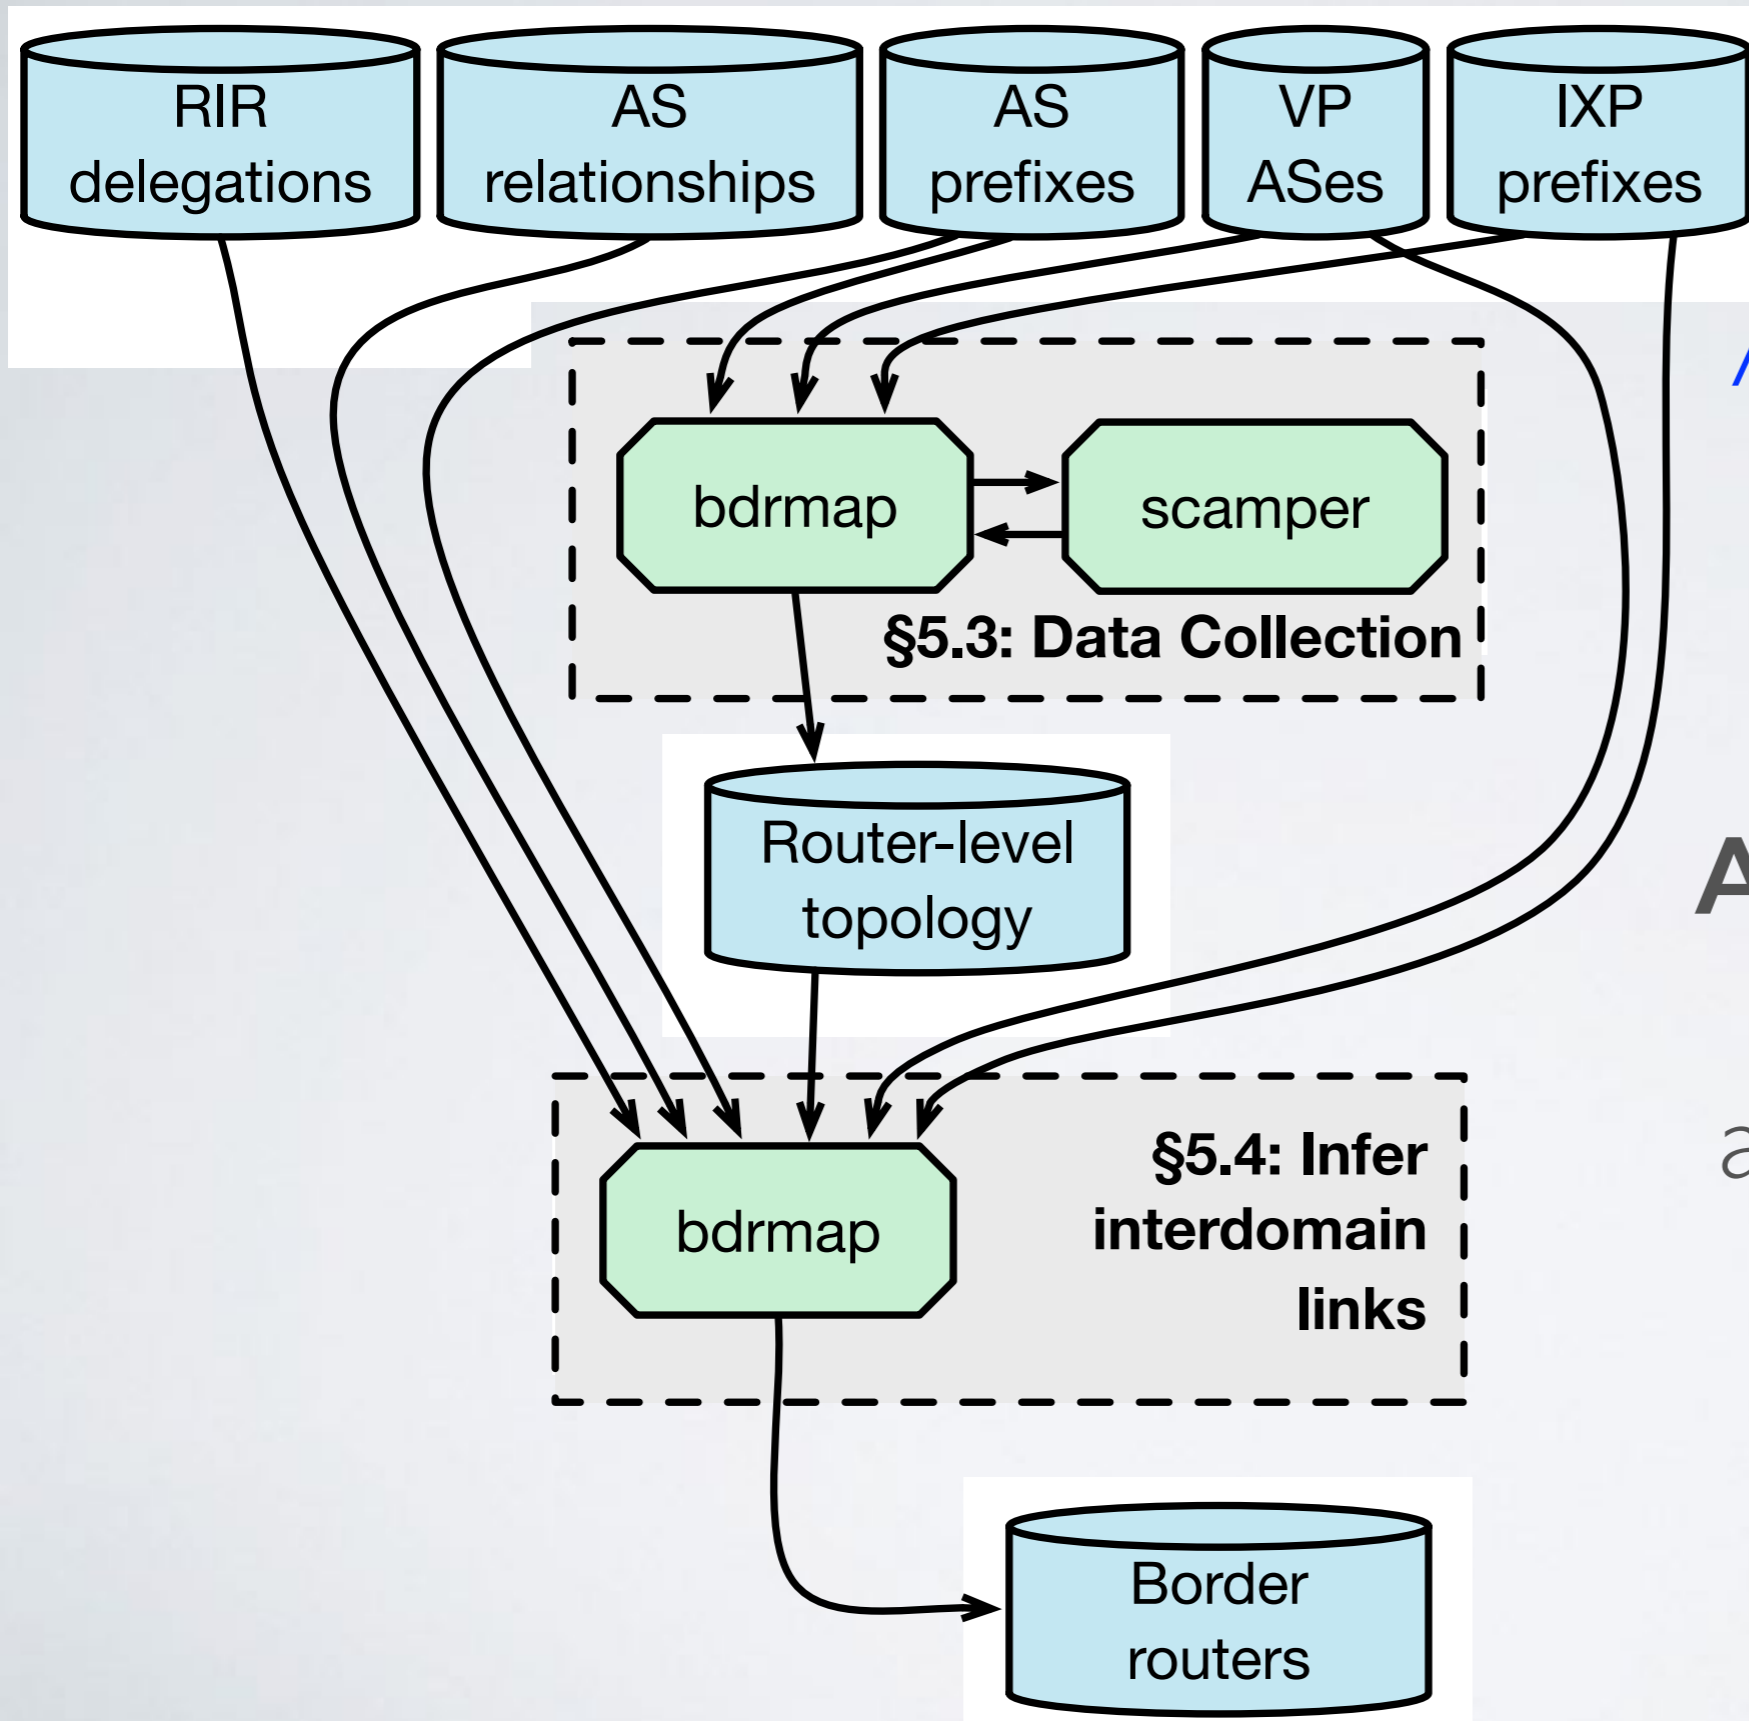 RIR
delegations
AS
relationships
AS
prefixes
VP
ASes
IXP
prefixes
bdrmap
scamper
§5.3: Data Collection
Router-level
topology
bdrmap
§5.4: Infer
interdomain
links
Border
routers